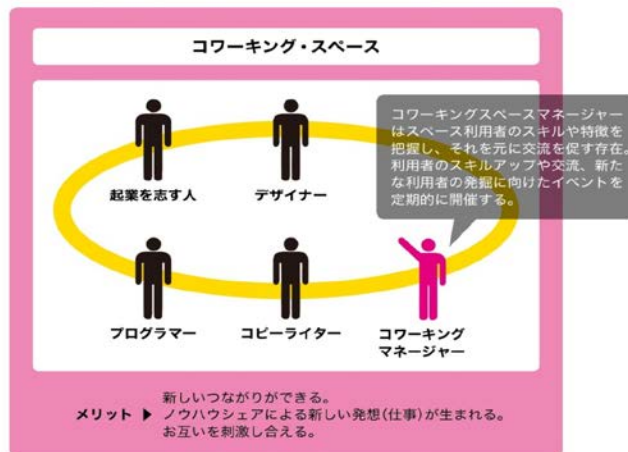 コワーキング・スペース
コワーキングスペースマネージャー
はスペース利用者のスキルや特徴を
把握し、それを元に交流を促す存在。
利用者のスキルアップや交流、新た
な利用者の発掘に向けたイベントを
定期的に開催する。
起業を志す人
デザイナー
プログラマー
コピーライター
コワーキング
マネージャー
新しいつながりができる。
メリット ▶ ノウハウシェアによる新しい発想(仕事)が生まれる。
お互いを刺激し合える。